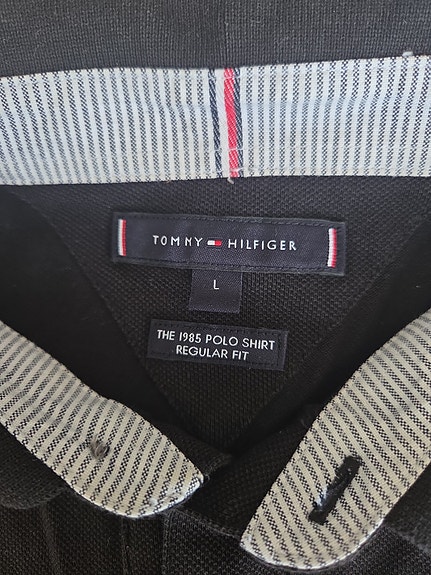 TOMMY HILFIGER
L
THE 1985 POLO SHIRT
REGULAR FIT